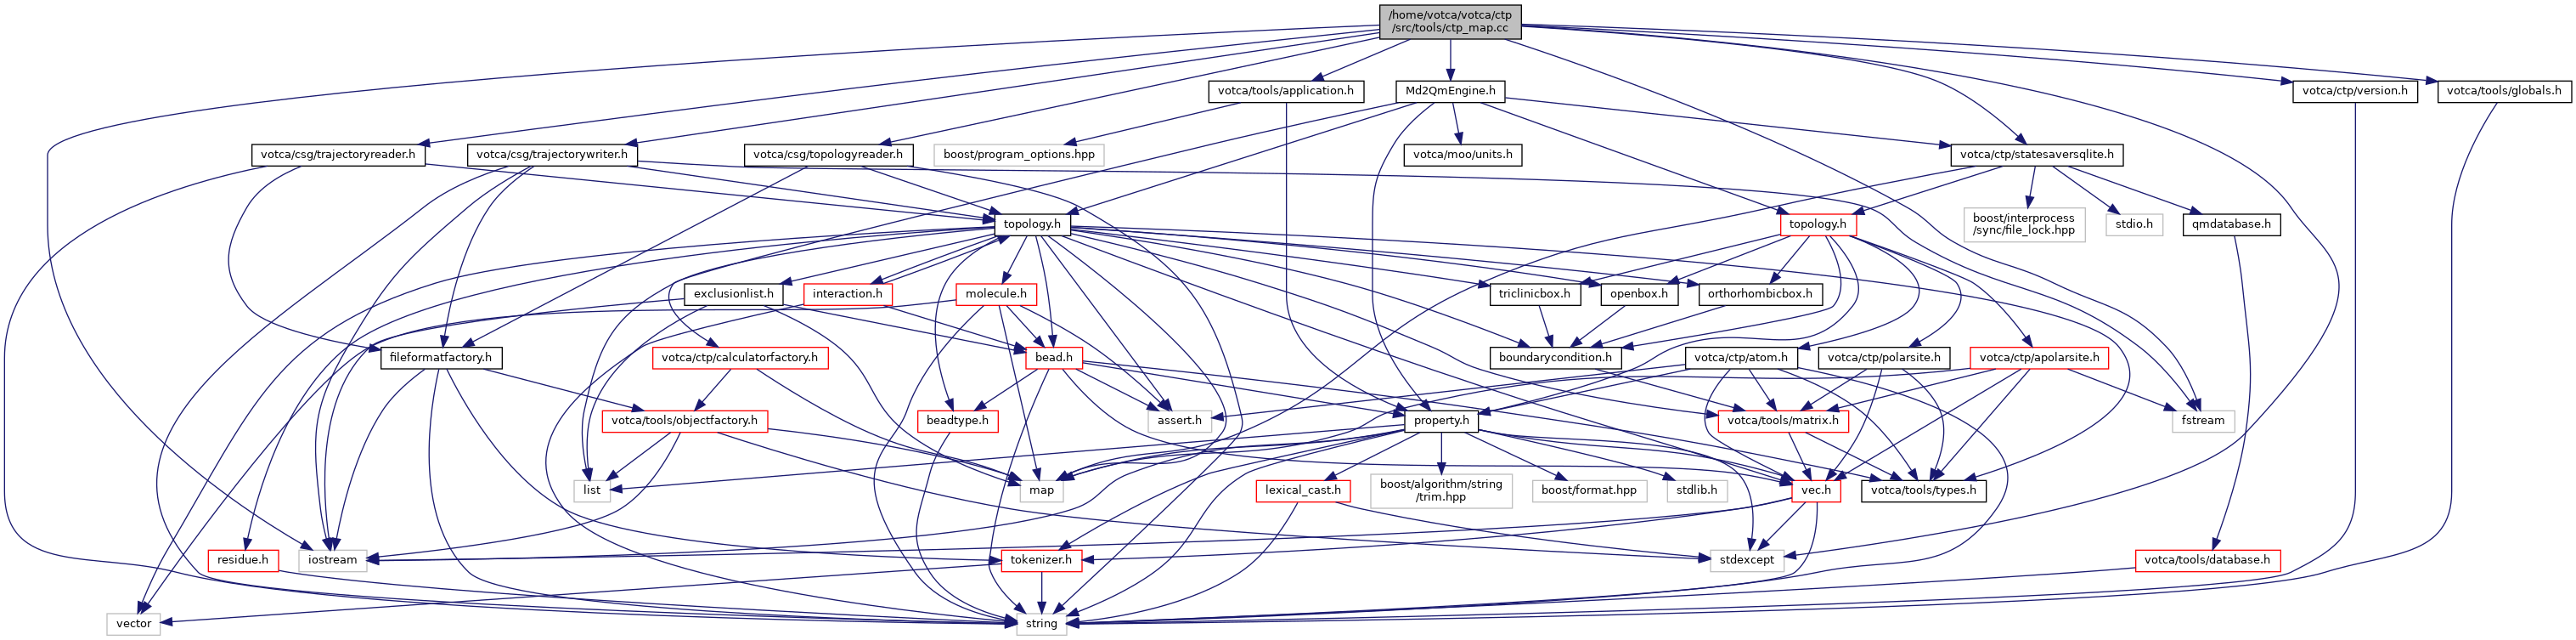 /home/votca/votca/ctp
/src/tools/ctp_map.cc
votca/tools/application.h
Md2QmEngine.h
votca/ctp/version.h
votca/tools/globals.h
votca/csg/trajectoryreader.h
votca/csg/trajectorywriter.h
votca/csg/topologyreader.h
boost/program_options.hpp
votca/moo/units.h
votca/ctp/statesaversqlite.h
topology.h
topology.h
boost/interprocess
/sync/file_lock.hpp
stdio.h
qmdatabase.h
exclusionlist.h
interaction.h
molecule.h
triclinicbox.h
openbox.h
orthorhombicbox.h
fileformatfactory.h
votca/ctp/calculatorfactory.h
bead.h
boundarycondition.h
votca/ctp/atom.h
votca/ctp/polarsite.h
votca/ctp/apolarsite.h
votca/tools/objectfactory.h
beadtype.h
assert.h
property.h
votca/tools/matrix.h
fstream
list
map
lexical_cast.h
boost/algorithm/string
/trim.hpp
boost/format.hpp
stdlib.h
vec.h
votca/tools/types.h
residue.h
iostream
tokenizer.h
stdexcept
votca/tools/database.h
vector
string